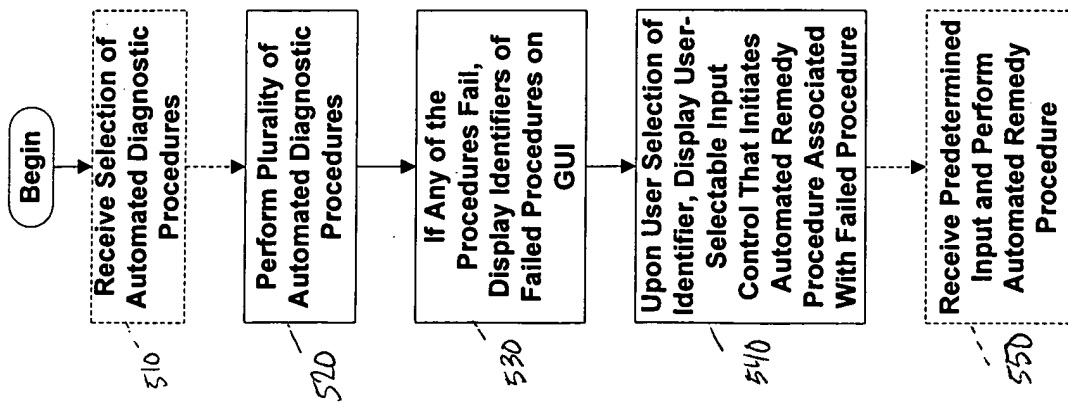 Begin
Receive Selection of
Automated Diagnostic
Procedures
510
Perform Plurality of
Automated Diagnostic
Procedures
520
If Any of the
Procedures Fail,
Display Identifiers of
Failed Procedures on
GUI
530
Upon User Selection of
Identifier, Display User-
Selectable Input
Control That Initiates
Automated Remedy
Procedure Associated
With Failed Procedure
540
Receive Predetermined
Input and Perform
Automated Remedy
Procedure
550